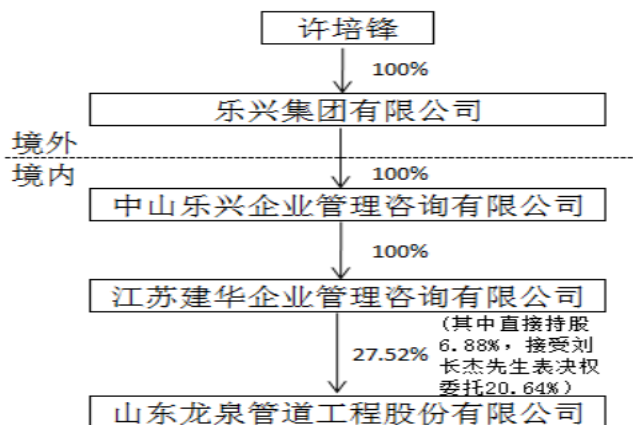 许培锋
100%
乐兴集团有限公司
境外
境内
100%
中山乐兴企业管理咨询有限公司
100%
江苏建华企业管理咨询有限公司
27.52%
(其中直接持股
6.88%，接受刘
长杰先生表决权
委托20.64%)
山东龙泉管道工程股份有限公司